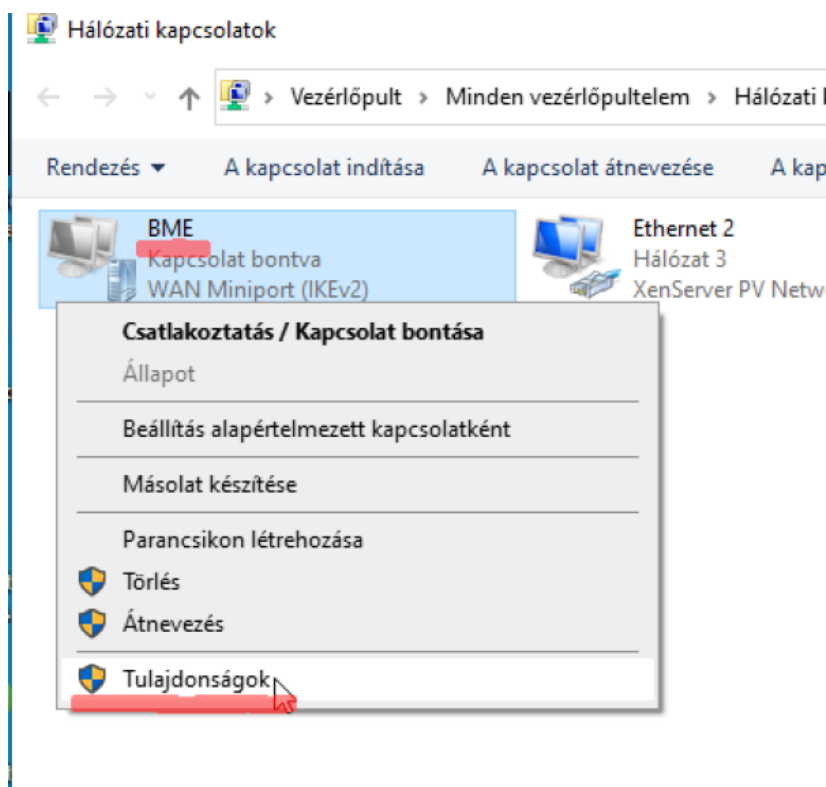 Hálózati kapcsolatok
Vezérlőpult > Minden vezérlőpultelem > Hálózati
Rendezés A kapcsolat indítása A kapcsolat átnevezése A kap
BME
Kapcsolat bontva
WAN Miniport (IKEv2)
Ethernet 2
Hálózat 3
XenServer PV Netw
Csatlakoztatás / Kapcsolat bontása
Állapot
Beállítás alapértelmezett kapcsolatként
Másolat készítése
Parancsikon létrehozása
Törlés
Átnevezés
Tulajdonságok